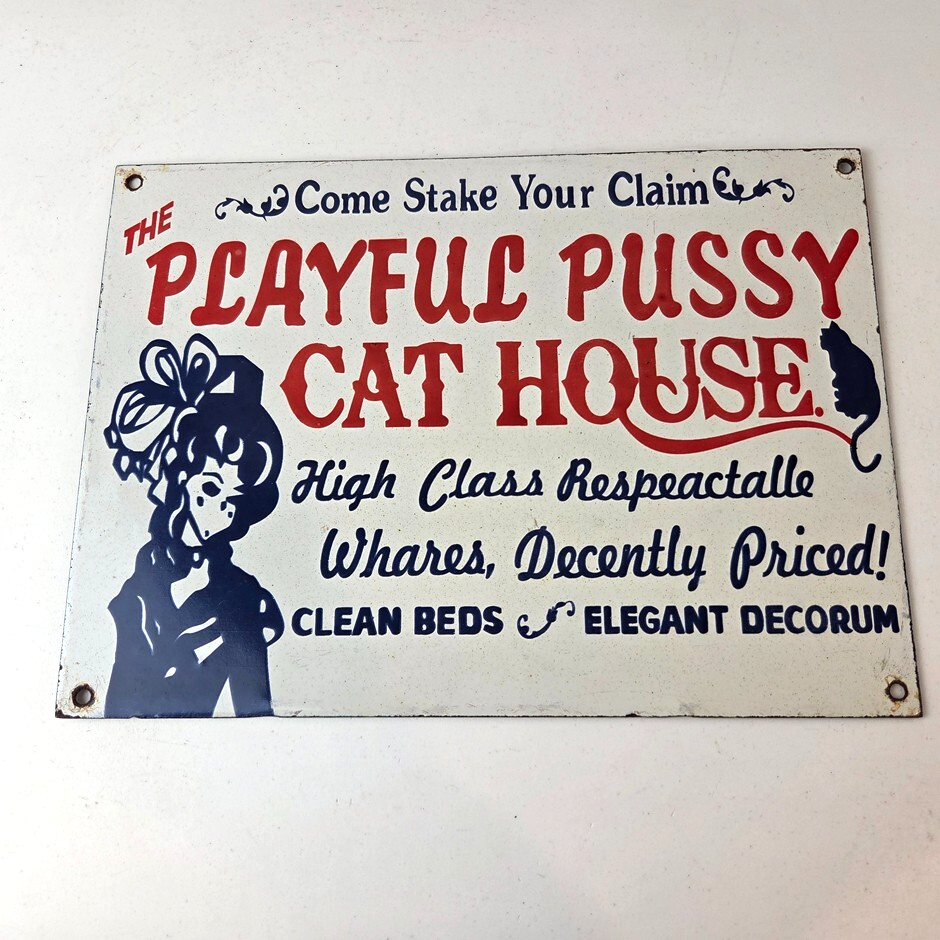 Come Stake Your Claim
THE
PLAYFUL PUSSY
CAT HOUSE.
High Class Respeactalle
Whares, Decently Priced!
CLEAN BEDS ELEGANT DECORUM